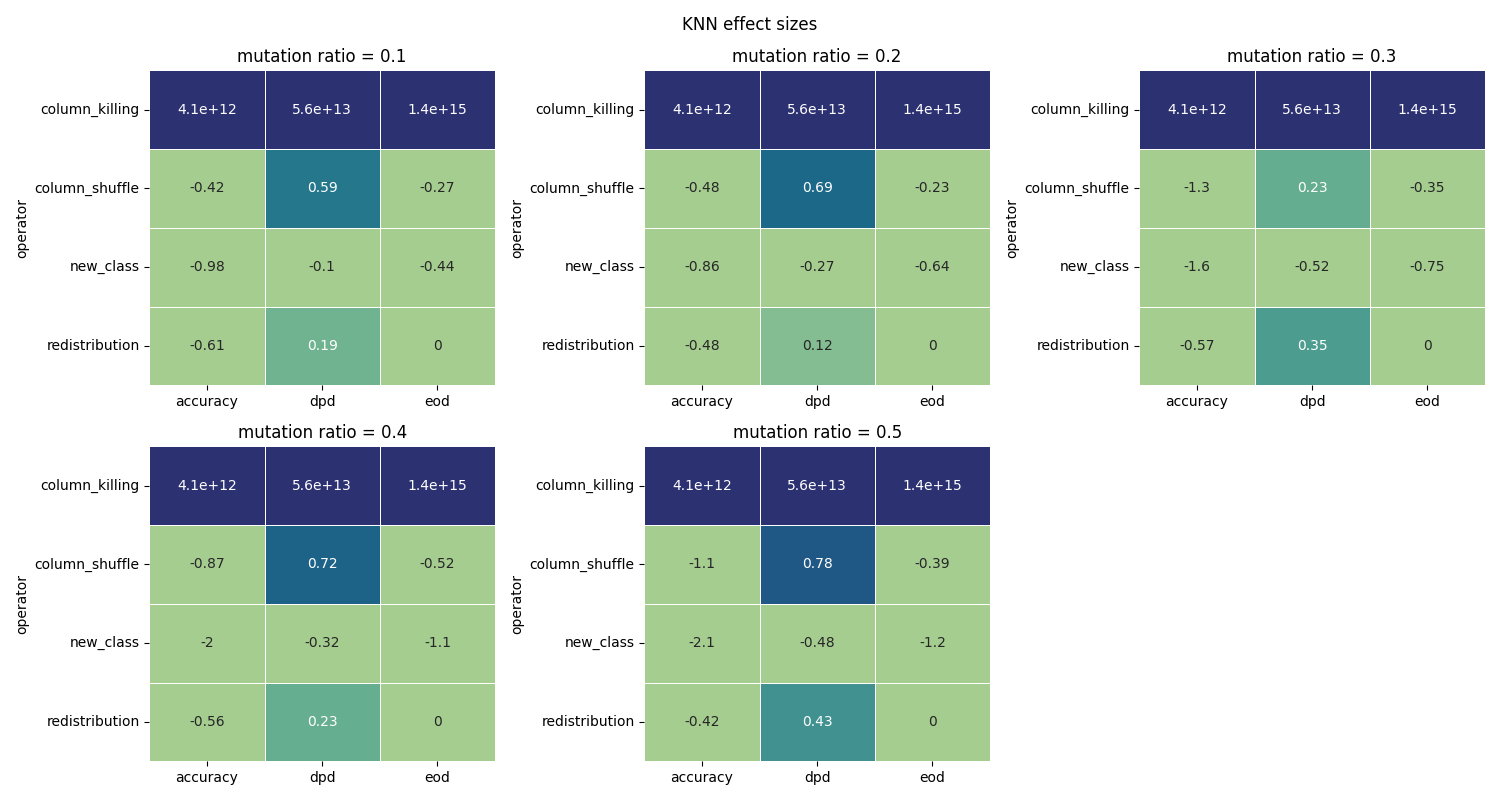 KNN effect sizes
mutation ratio = 0.1
operator
column_killing 4.1e+12 5.6e+13 1.4e+15
column_shuffle -0.42 0.59 -0.27
new_class -0.98 -0.1 -0.44
redistribution -0.61 0.19 0
accuracy dpd eod
mutation ratio = 0.2
operator
column_killing 4.1e+12 5.6e+13 1.4e+15
column_shuffle -0.48 0.69 -0.23
new_class -0.86 -0.27 -0.64
redistribution -0.48 0.12 0
accuracy dpd eod
mutation ratio = 0.3
operator
column_killing 4.1e+12 5.6e+13 1.4e+15
column_shuffle -1.3 0.23 -0.35
new_class -1.6 -0.52 -0.75
redistribution -0.57 0.35 0
accuracy dpd eod
mutation ratio = 0.4
operator
column_killing 4.1e+12 5.6e+13 1.4e+15
column_shuffle -0.87 0.72 -0.52
new_class -2 -0.32 -1.1
redistribution -0.56 0.23 0
accuracy dpd eod
mutation ratio = 0.5
operator
column_killing 4.1e+12 5.6e+13 1.4e+15
column_shuffle -1.1 0.78 -0.39
new_class -2.1 -0.48 -1.2
redistribution -0.42 0.43 0
accuracy dpd eod